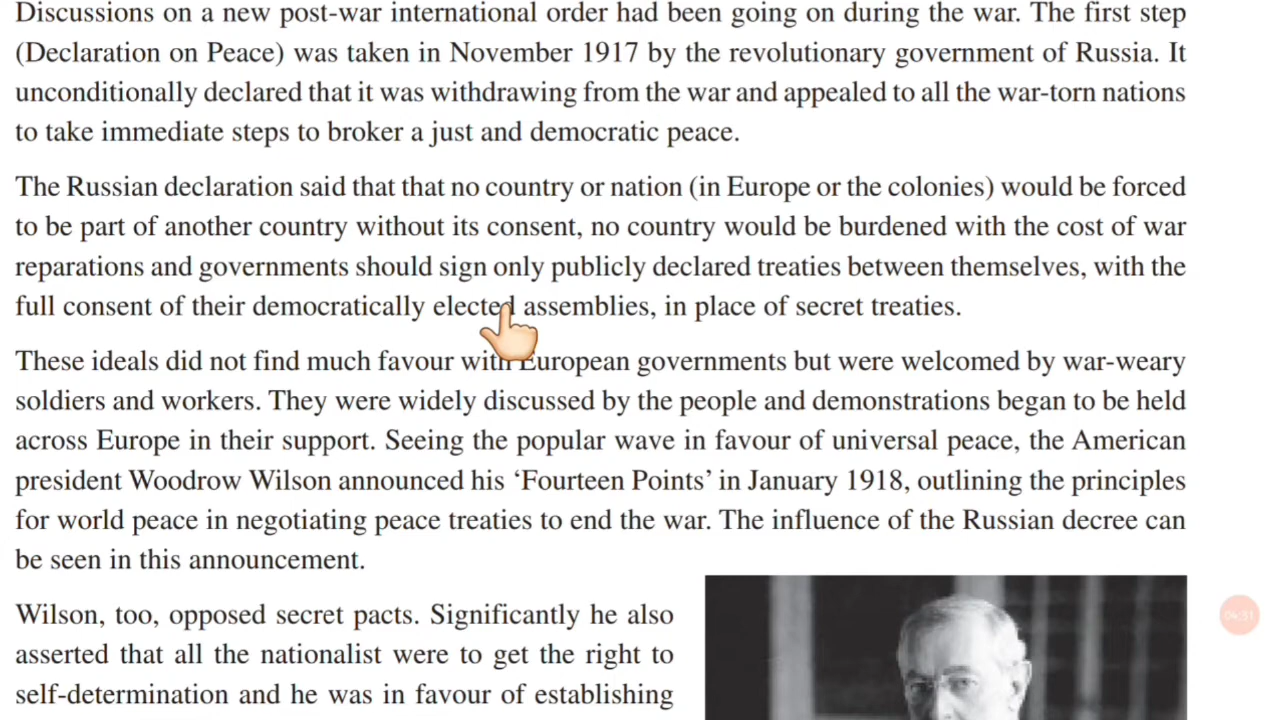 Discussions on a new post-war international order had been going on during the war. The first step
(Declaration on Peace) was taken in November 1917 by the revolutionary government of Russia. It
unconditionally declared that it was withdrawing from the war and appealed to all the war-torn nations
to take immediate steps to broker a just and democratic peace.
The Russian declaration said that that no country or nation (in Europe or the colonies) would be forced
to be part of another country without its consent, no country would be burdened with the cost of war
reparations and governments should sign only publicly declared treaties between themselves, with the
full consent of their democratically elected assemblies, in place of secret treaties.
These ideals did not find much favour with European governments but were welcomed by war-weary
soldiers and workers. They were widely discussed by the people and demonstrations began to be held
across Europe in their support. Seeing the popular wave in favour of universal peace, the American
president Woodrow Wilson announced his ‘Fourteen Points’ in January 1918, outlining the principles
for world peace in negotiating peace treaties to end the war. The influence of the Russian decree can
be seen in this announcement.
Wilson, too, opposed secret pacts. Significantly he also
asserted that all the nationalist were to get the right to
self-determination and he was in favour of establishing
04:31